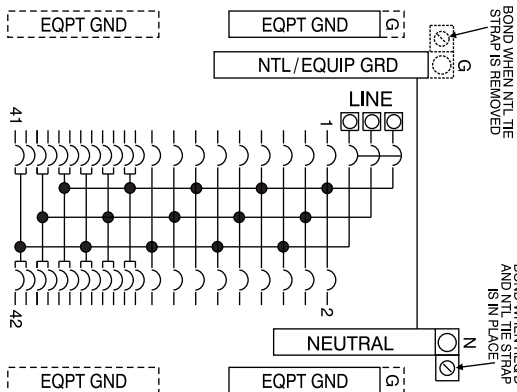 EQPT GND
EQPT GND
G
BOND WHEN NTL TIE
STRAP IS REMOVED
NTL/EQUIP GRD
G
LINE
41
1
42
2
AND NTL TIE STRAP
IS IN PLACE
NEUTRAL
N
EQPT GND
EQPT GND
G